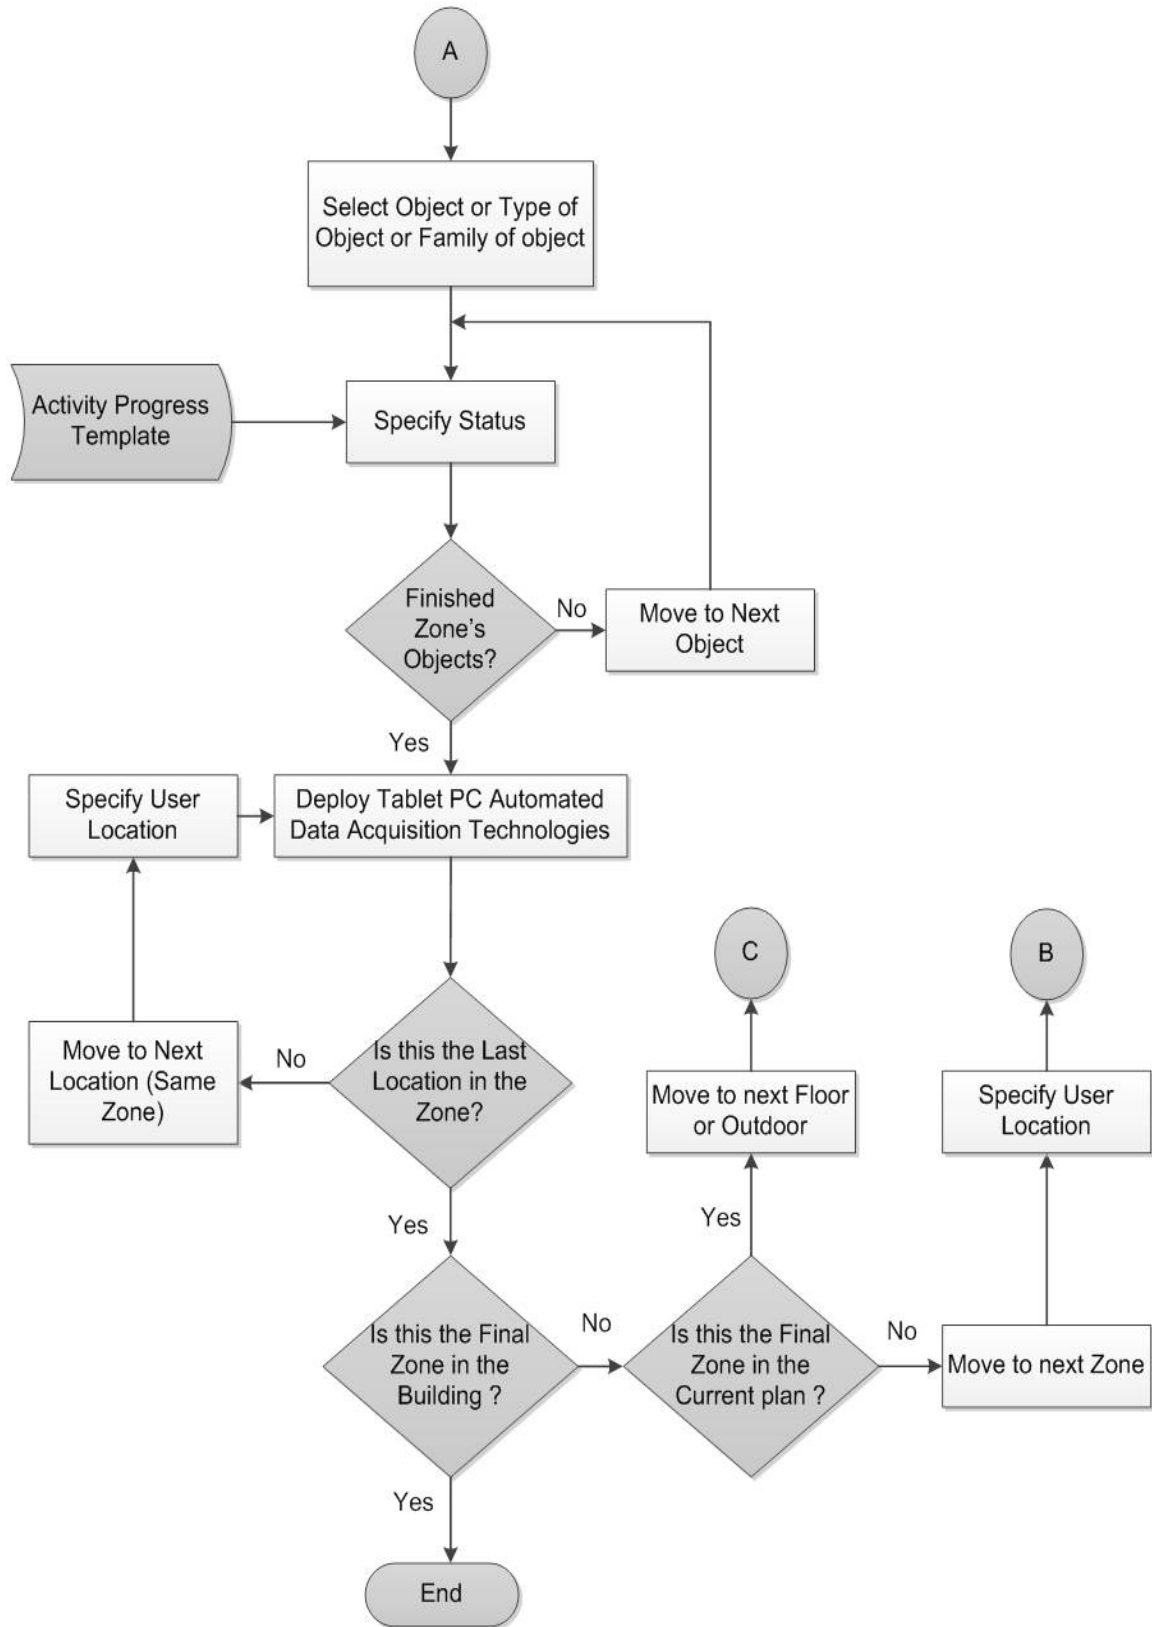 A
Select Object or Type of
Object or Family of object
Activity Progress
Template
Specify Status
Finished
Zone's
Objects?
No
Move to Next
Object
Yes
Specify User
Location
Deploy Tablet PC Automated
Data Acquisition Technologies
C
B
Move to Next
Location (Same
Zone)
No
Is this the Last
Location in the
Zone?
Move to next Floor
or Outdoor
Specify User
Location
Yes
Yes
Is this the Final
Zone in the
Building ?
No
Is this the Final
Zone in the
Current plan ?
No
Move to next Zone
Yes
End